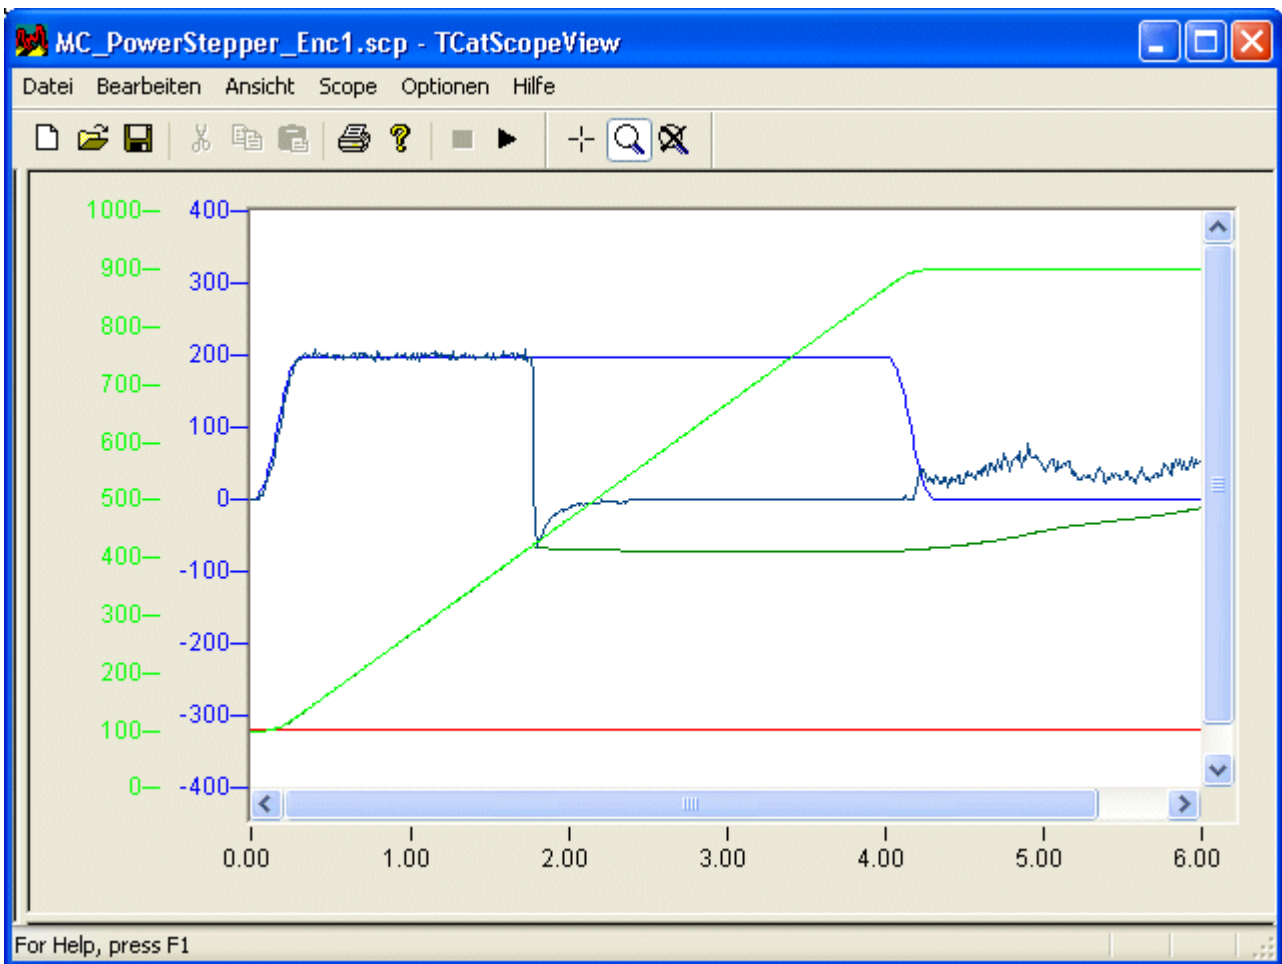 MC_PowerStepper_Enc1.scp - TCatScopeView
Datei Bearbeiten Ansicht Scope Optionen Hilfe
1000 400
900 300
800 200
700 100
600 0
500 -100
400 -200
300 -300
200 -400
100
0
0.00 1.00 2.00 3.00 4.00 5.00 6.00
For Help, press F1